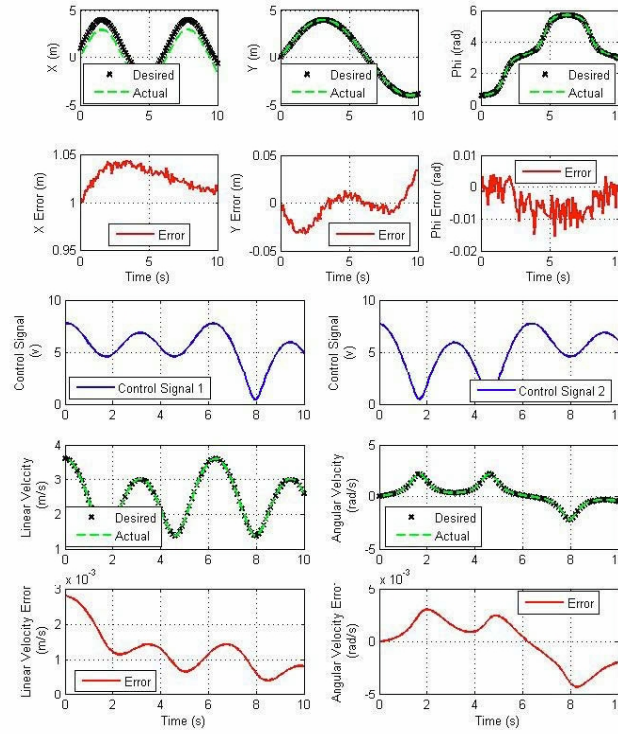 X (m)
5
0
-5
0 5 10
Desired
Actual
Y (m)
5
0
-5
0 5 10
Desired
Actual
Phi (rad)
6
4
2
0
0 5 10
Desired
Actual
X Error (m)
1.05
1
0.95
0 5 10
Time (s)
Error
Y Error (m)
0.05
0
-0.05
0 5 10
Time (s)
Error
Phi Error (rad)
0.01
0
-0.01
-0.02
0 5 10
Time (s)
Error
Control Signal
(v)
10
5
0
0 2 4 6 8 10
Control Signal 1
Control Signal
(v)
10
5
0
0 2 4 6 8 10
Control Signal 2
Linear Velocity
(m/s)
4
3
2
1
0 2 4 6 8 10
Desired
Actual
Angular Velocity
(rad/s)
5
0
-5
0 2 4 6 8 10
Desired
Actual
Linear Velocity Error
(m/s)
x 10-3
3
2
1
0
0 2 4 6 8 10
Time (s)
Error
Angular Velocity Error
(rad/s)
x 10-3
5
0
-5
0 2 4 6 8 10
Time (s)
Error